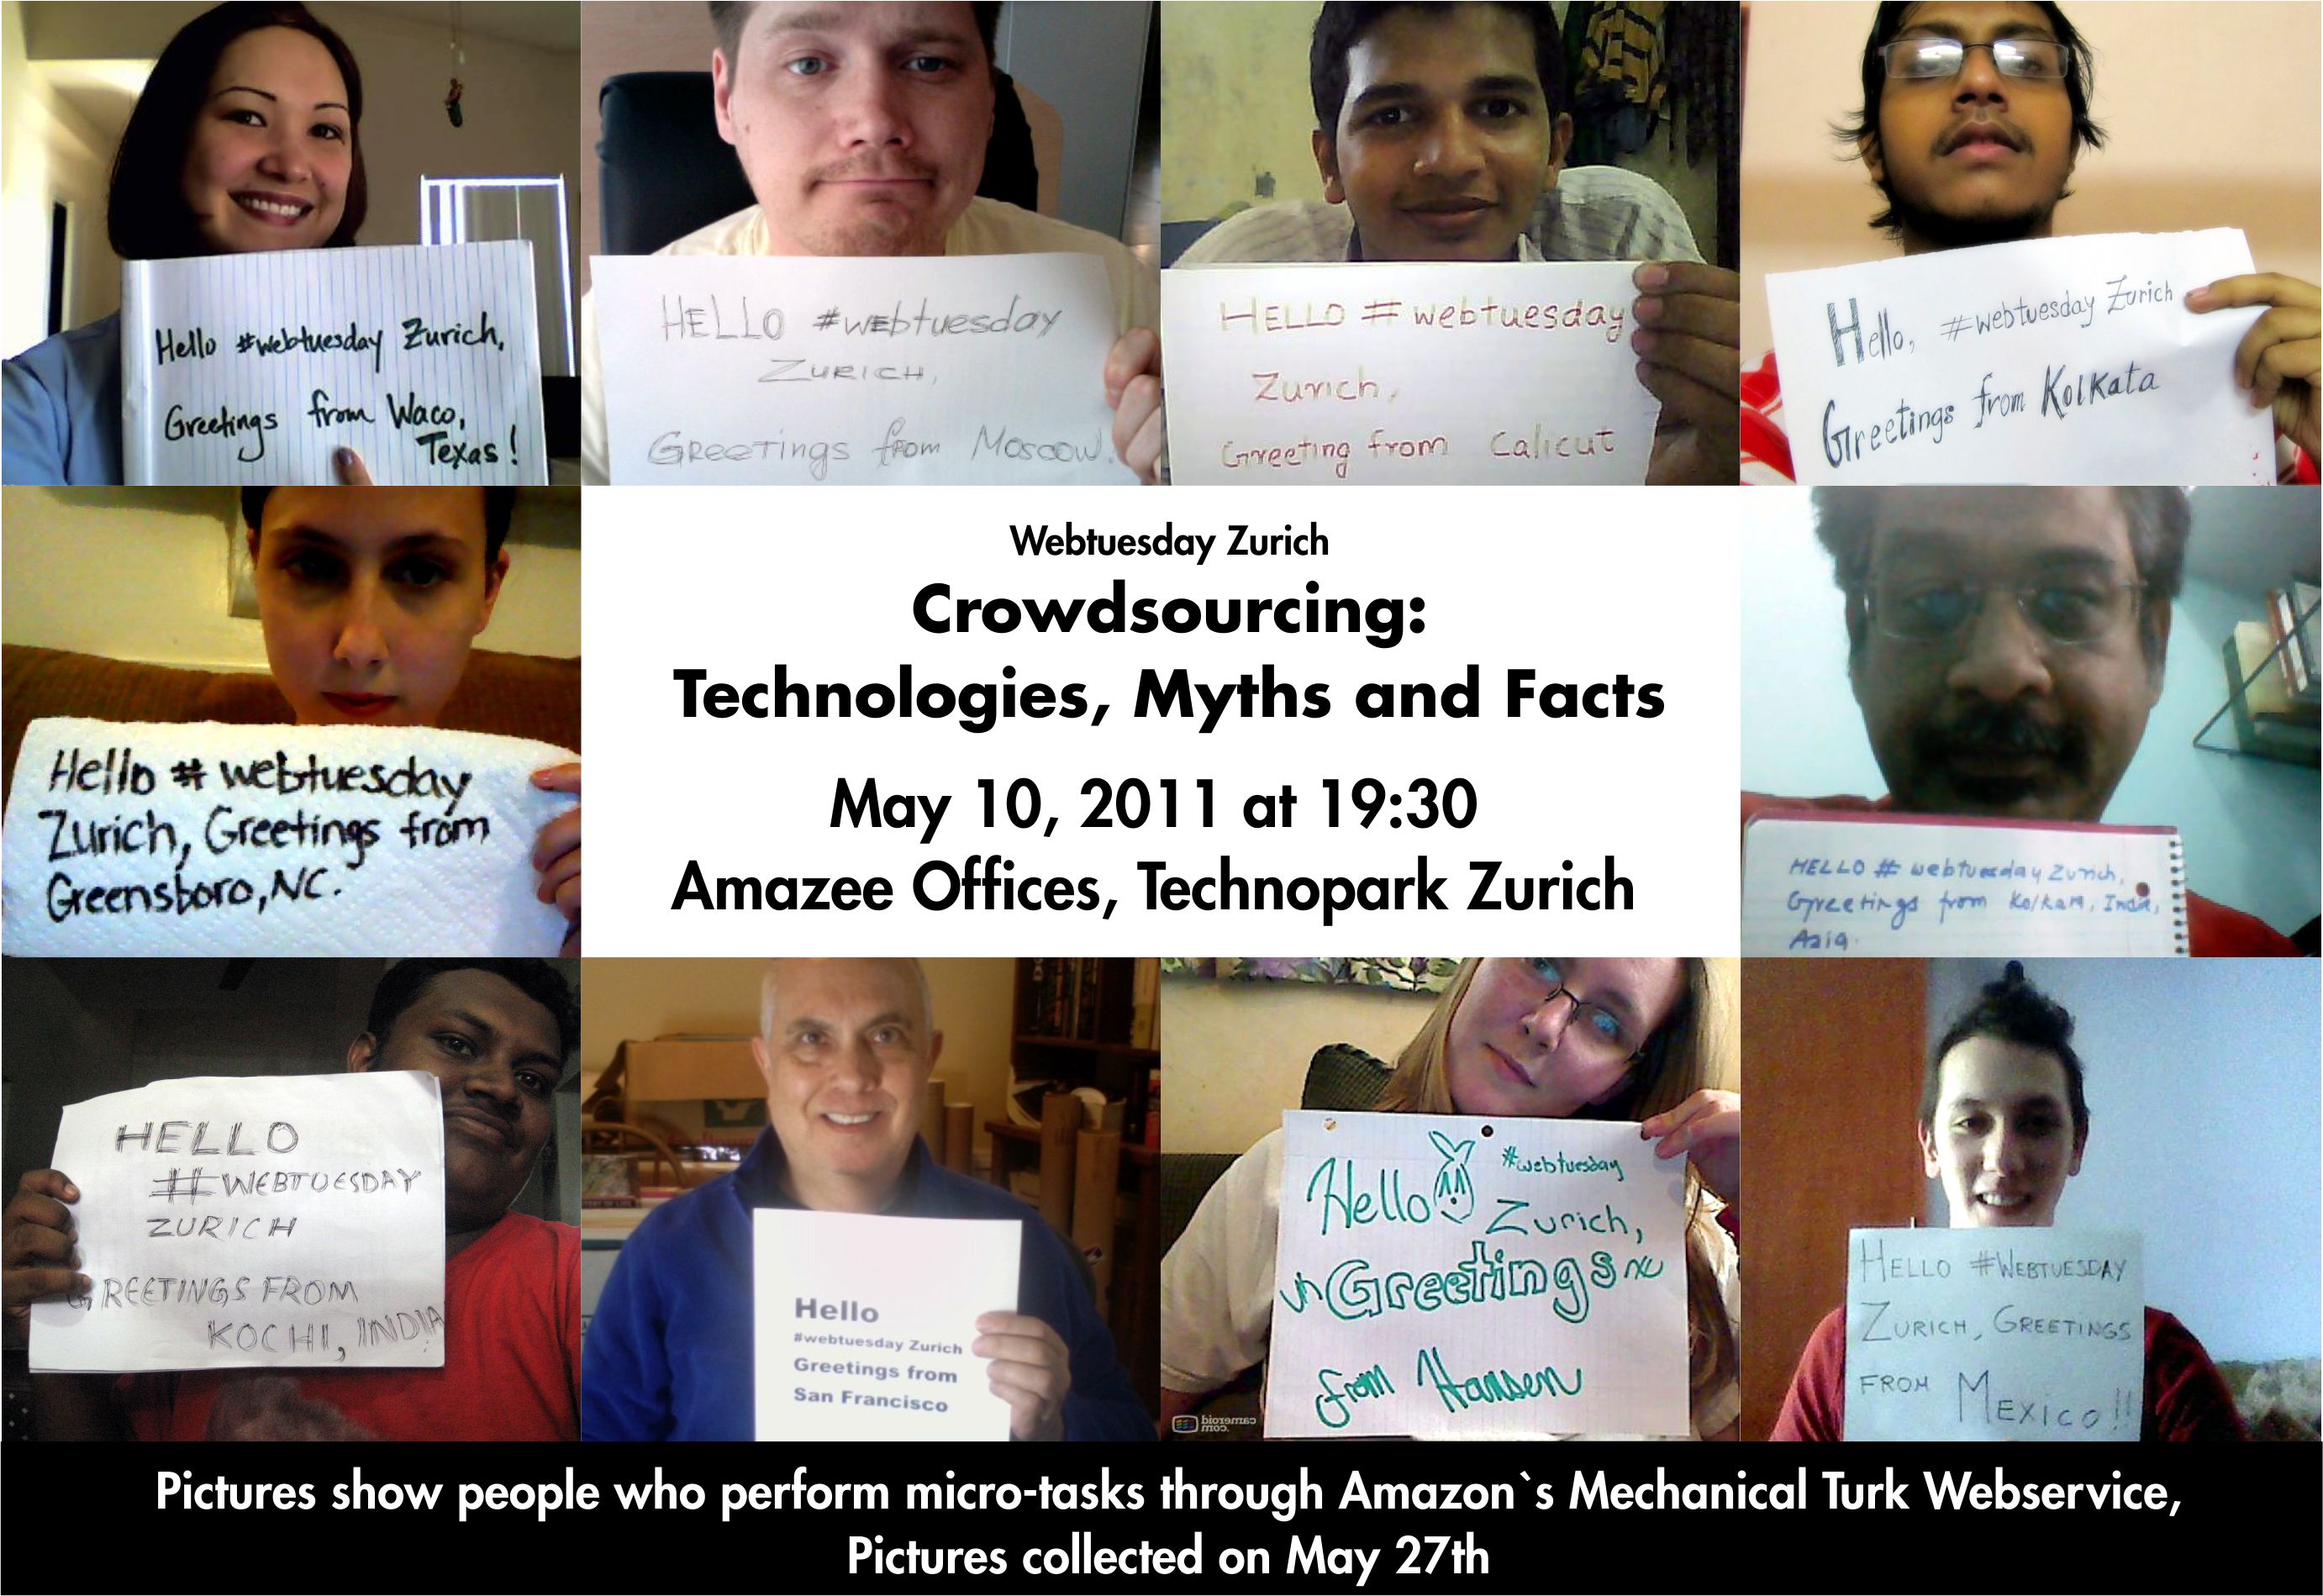 Hello #webtuesday Zurich,
Greetings from Waco,
Texas!
HELLO #webtuesday
ZURICH,
GREETINGS from Moscow.
HELLO # webtuesday
Zurich,
Greeting from Calicut
Hello, #webtuesday Zurich
Greetings from Kolkata
Hello # webtuesday
Zurich, Greetings from
Greensboro, NC.
Webtuesday Zurich
Crowdsourcing:
Technologies, Myths and Facts
May 10, 2011 at 19:30
Amazee Offices, Technopark Zurich
HELLO # webtuesday Zurich,
Greetings from Kolkata, India,
Asia.
HELLO
#WEBTUESDAY
ZURICH
GREETINGS FROM
KOCHI, INDIA
Hello
#webtuesday Zurich
Greetings from
San Francisco
Hello #webtuesday
Zurich,
Greetings
from Hansen
cameroid
.com
HELLO #WEBTUESDAY
ZURICH, GREETINGS
FROM MEXICO!!
Pictures show people who perform micro-tasks through Amazon`s Mechanical Turk Webservice,
Pictures collected on May 27th